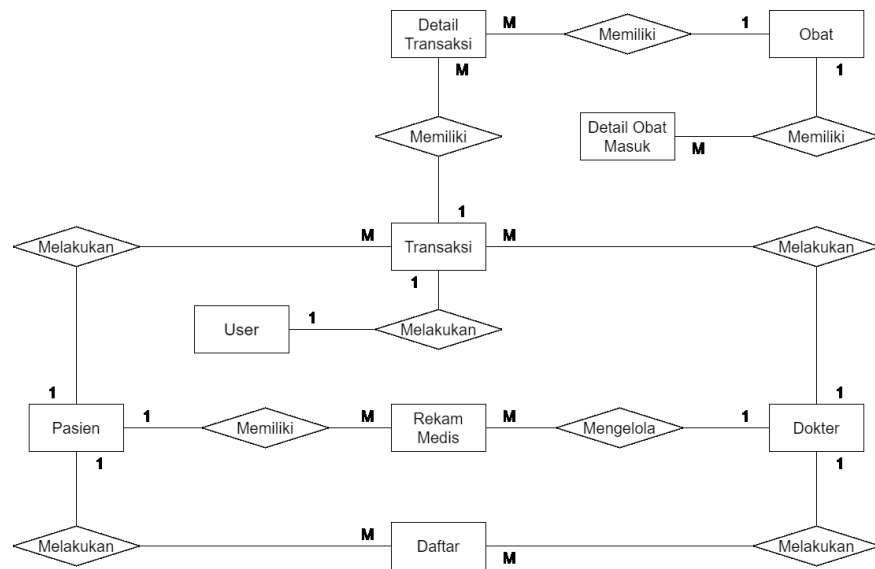 Detail
Transaksi
M
Memiliki
1
Obat
M
1
Memiliki
Detail Obat
Masuk
M
Memiliki
1
Melakukan
M
Transaksi
M
Melakukan
1
User
1
Melakukan
1
1
Pasien
1
Memiliki
M
Rekam
Medis
M
Mengelola
1
Dokter
1
1
Melakukan
M
Daftar
M
Melakukan